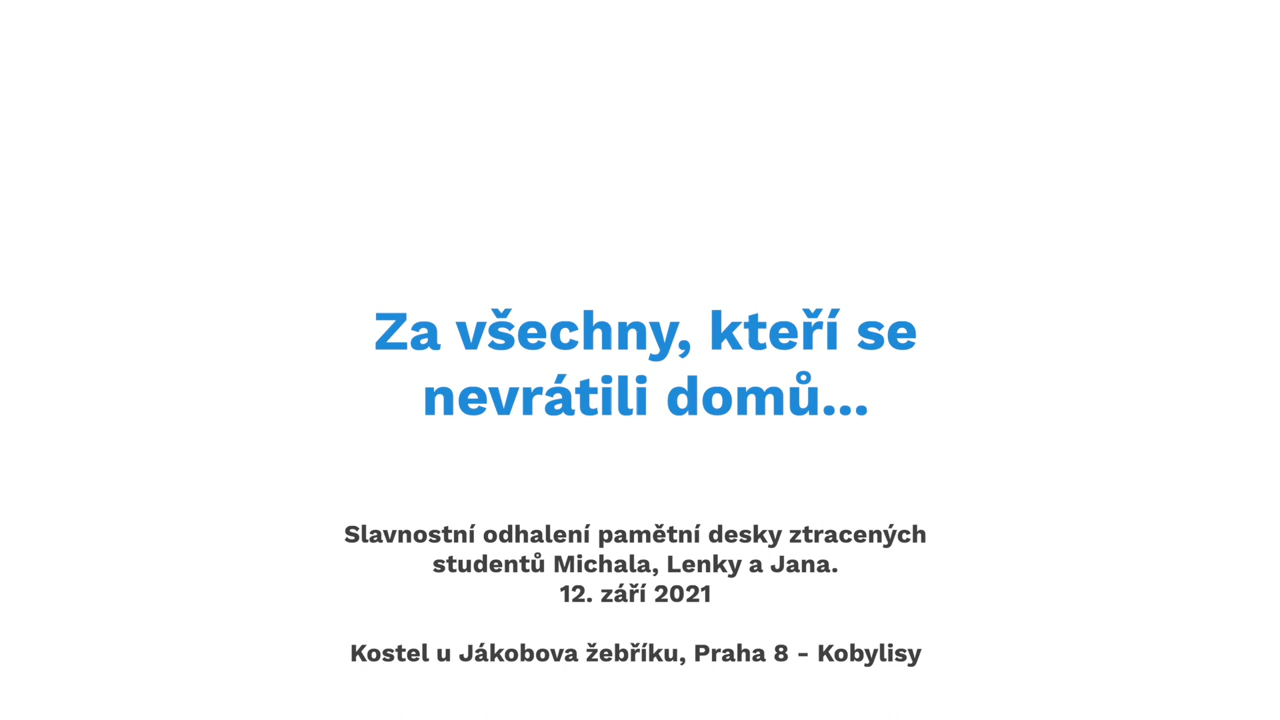 Za všechny, kteří se
nevrátili domů...
Slavnostní odhalení pamětní desky ztracených
studentů Michala, Lenky a Jana.
12. září 2021
Kostel u Jákobova žebříku, Praha 8 - Kobylisy